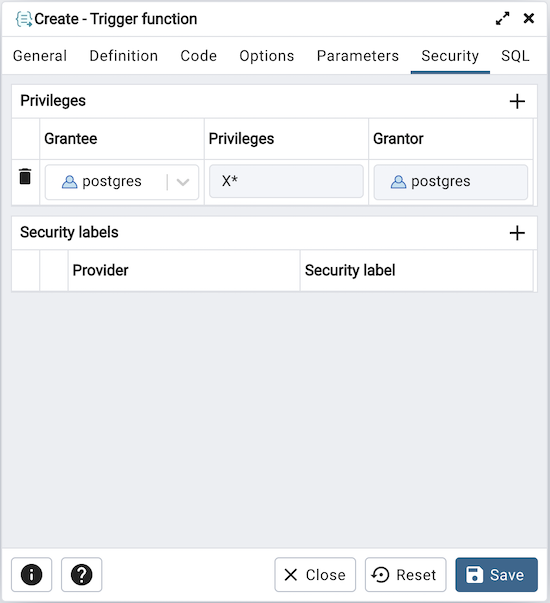 Create - Trigger function
General Definition Code Options Parameters Security SQL
Privileges
Grantee Privileges Grantor
postgres X* postgres
Security labels
Provider Security label
Close Reset Save